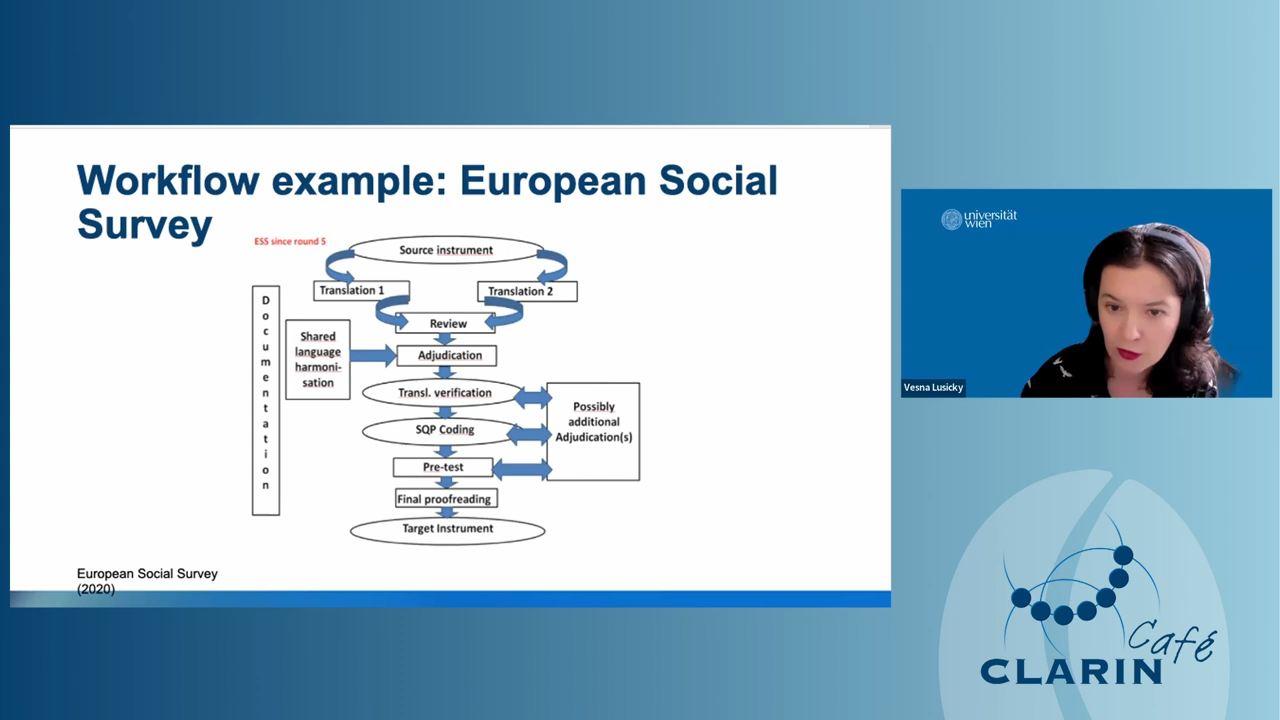 Workflow example: European Social
Survey
ESS since round 5
Source instrument
Translation 1
Translation 2
Review
Documentation
Shared
language
harmoni-
sation
Adjudication
Transl. verification
SQP Coding
Possibly
additional
Adjudication(s)
Pre-test
Final proofreading
Target Instrument
European Social Survey
(2020)
universität
wien
Vesna Lusicky
Café
CLARIN